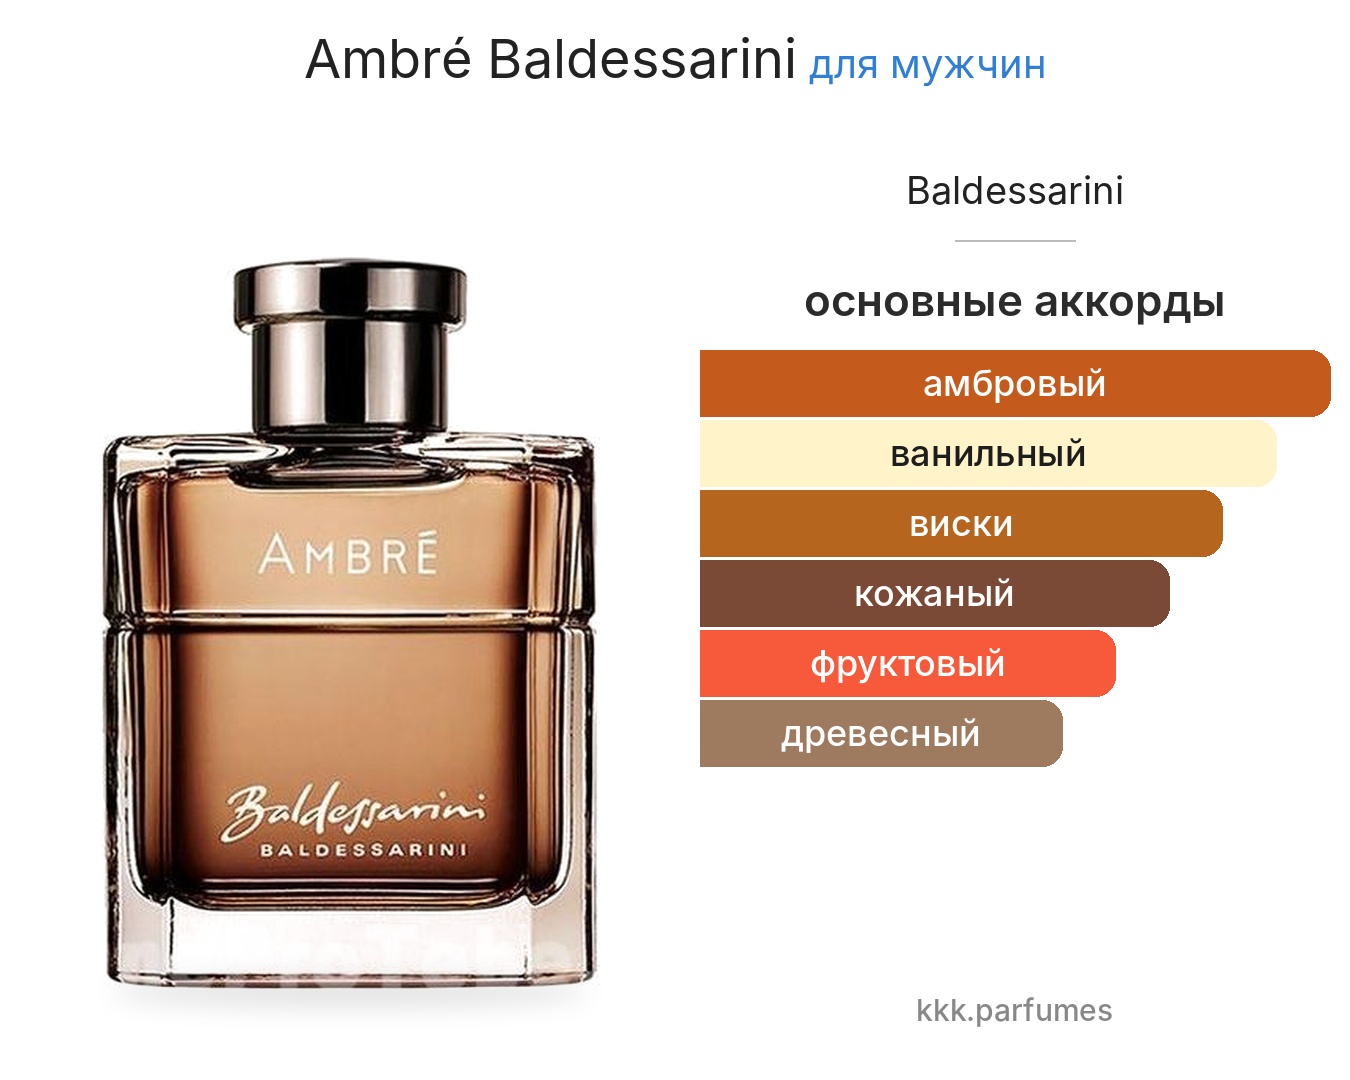 Ambré Baldessarini для мужчин
Baldessarini
основные аккорды
амбровый
ванильный
виски
кожаный
фруктовый
древесный
AMBRÉ
Baldessarini
BALDESSARINI
kkk.parfumes